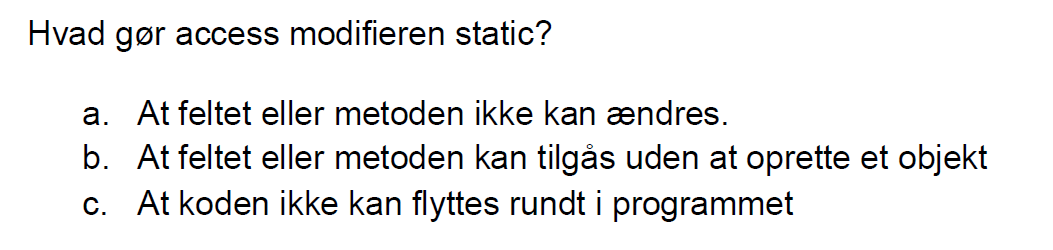 Hvad gør access modifieren static?
a. At feltet eller metoden ikke kan ændres.
b. At feltet eller metoden kan tilgås uden at oprette et objekt
c. At koden ikke kan flyttes rundt i programmet